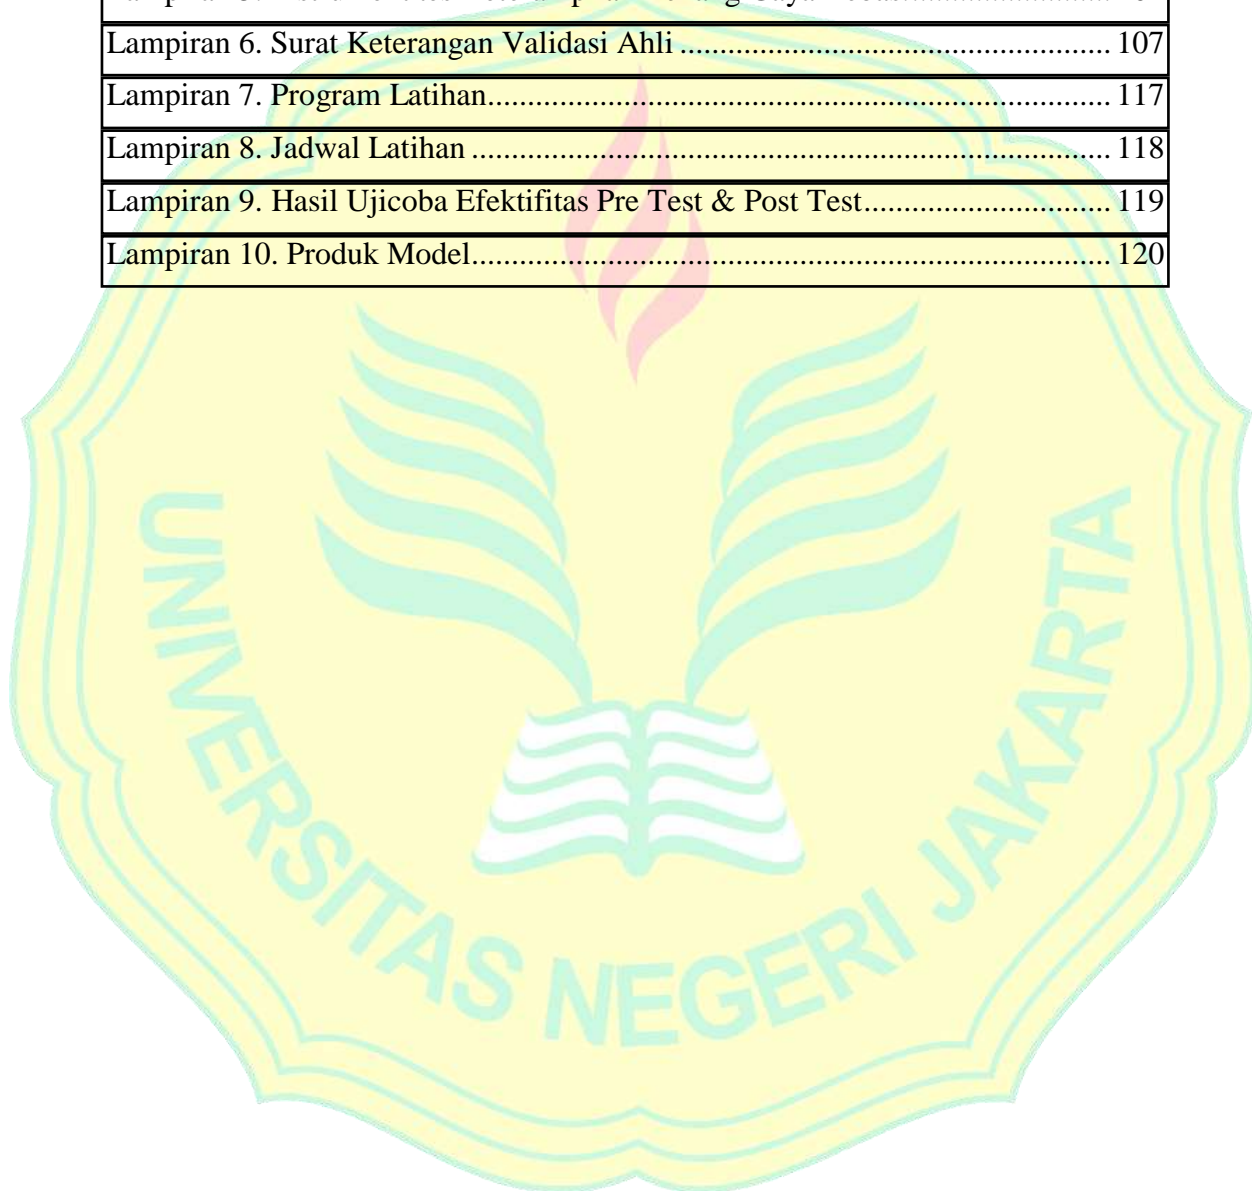 Lampiran 6. Surat Keterangan Validasi Ahli ...................................................... 107
Lampiran 7. Program Latihan............................................................................. 117
Lampiran 8. Jadwal Latihan ................................................................................ 118
Lampiran 9. Hasil Ujicoba Efektifitas Pre Test & Post Test............................... 119
Lampiran 10. Produk Model................................................................................ 120
UNIVERSITAS NEGERI JAKARTA